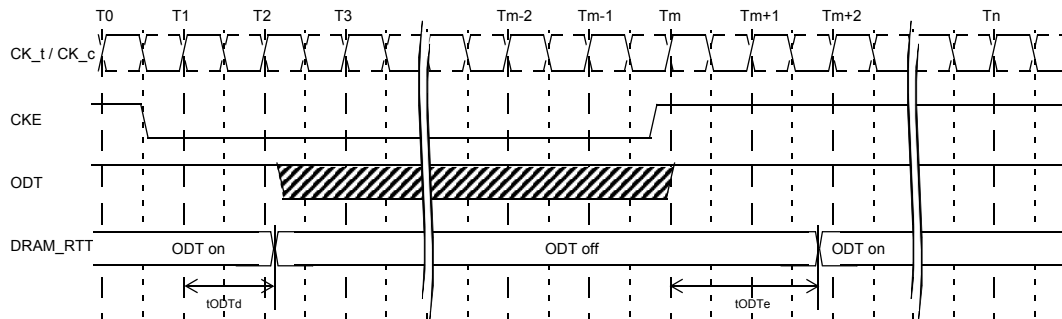 T0 T1 T2 T3 Tm-2 Tm-1 Tm Tm+1 Tm+2 Tn
CK_t / CK_c
CKE
ODT
DRAM_RTT ODT on ODT off ODT on
tODTd tODTe